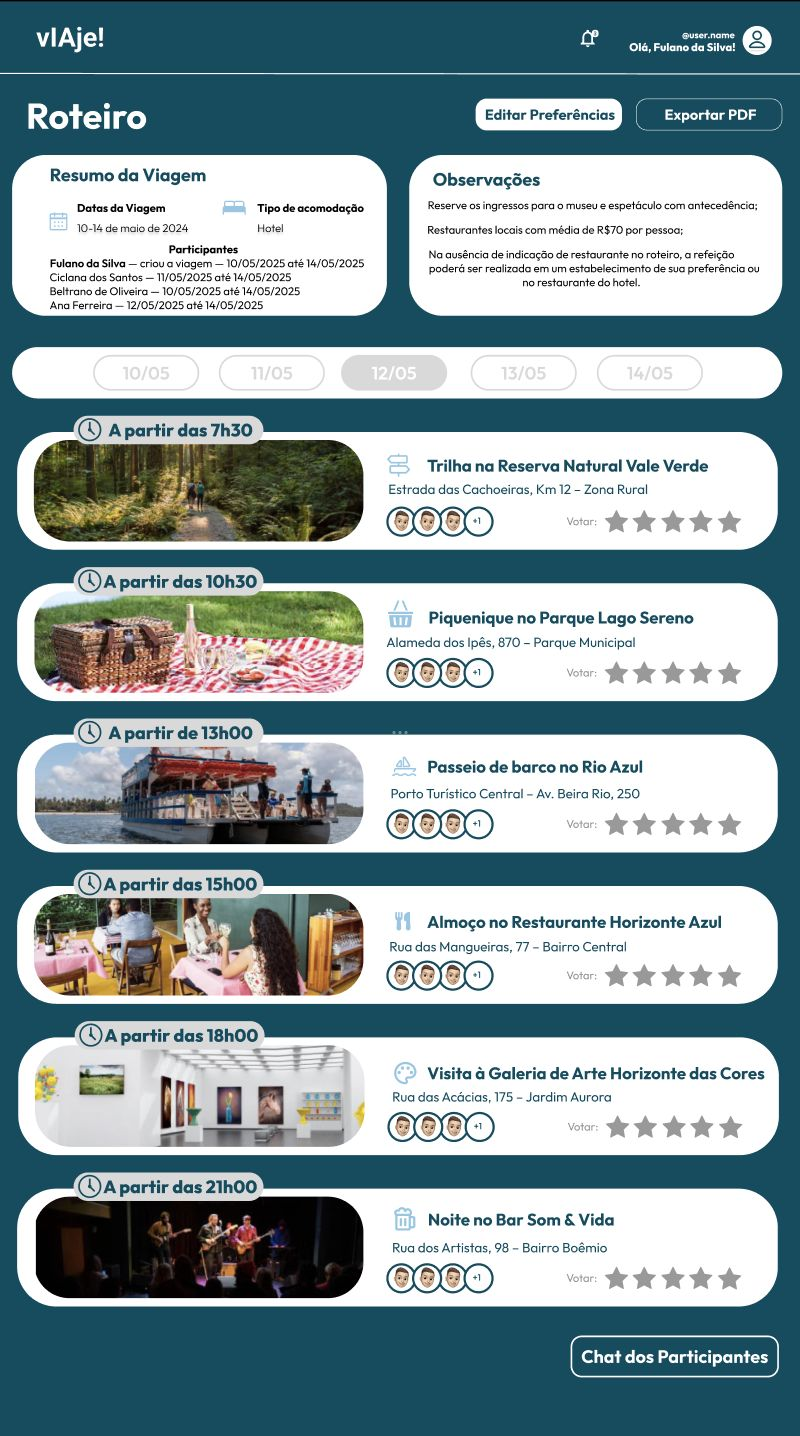 vIAje!
@user.name
Olá, Fulano da Silva!
Roteiro
Editar Preferências
Exportar PDF
Resumo da Viagem
Datas da Viagem
10-14 de maio de 2024
Tipo de acomodação
Hotel
Participantes
Fulano da Silva — criou a viagem — 10/05/2025 até 14/05/2025
Ciclana dos Santos — 11/05/2025 até 14/05/2025
Beltrano de Oliveira — 10/05/2025 até 14/05/2025
Ana Ferreira — 12/05/2025 até 14/05/2025
Observações
Reserve os ingressos para o museu e espetáculo com antecedência;
Restaurantes locais com média de R$70 por pessoa;
Na ausência de indicação de restaurante no roteiro, a refeição
poderá ser realizada em um estabelecimento de sua preferência ou
no restaurante do hotel.
10/05
11/05
12/05
13/05
14/05
A partir das 7h30
Trilha na Reserva Natural Vale Verde
Estrada das Cachoeiras, Km 12 – Zona Rural
+1
Votar:
A partir das 10h30
Piquenique no Parque Lago Sereno
Alameda dos Ipês, 870 – Parque Municipal
+1
Votar:
A partir de 13h00
Passeio de barco no Rio Azul
Porto Turístico Central – Av. Beira Rio, 250
+1
Votar:
A partir das 15h00
Almoço no Restaurante Horizonte Azul
Rua das Mangueiras, 77 – Bairro Central
+1
Votar:
A partir das 18h00
Visita à Galeria de Arte Horizonte das Cores
Rua das Acácias, 175 – Jardim Aurora
+1
Votar:
A partir das 21h00
Noite no Bar Som & Vida
Rua dos Artistas, 98 – Bairro Boêmio
+1
Votar:
Chat dos Participantes